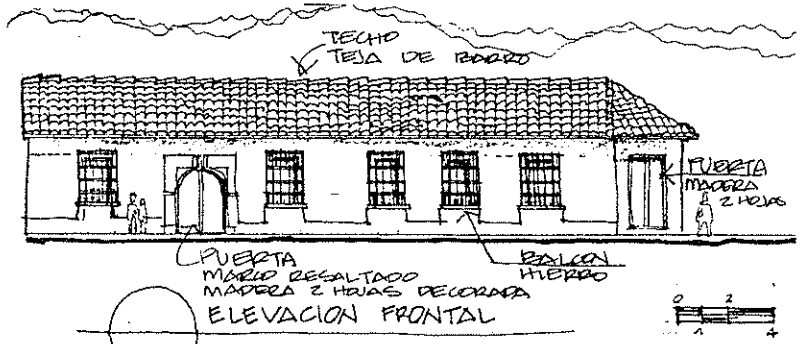 TECHO
TEJA DE BARRO
PUERTA
MADERA
2 HOJAS
PUERTA
MARCO RESALTADO
MADERA 2 HOJAS DECORADA
BALCON
HIERRO
ELEVACION FRONTAL
0 2
1 4